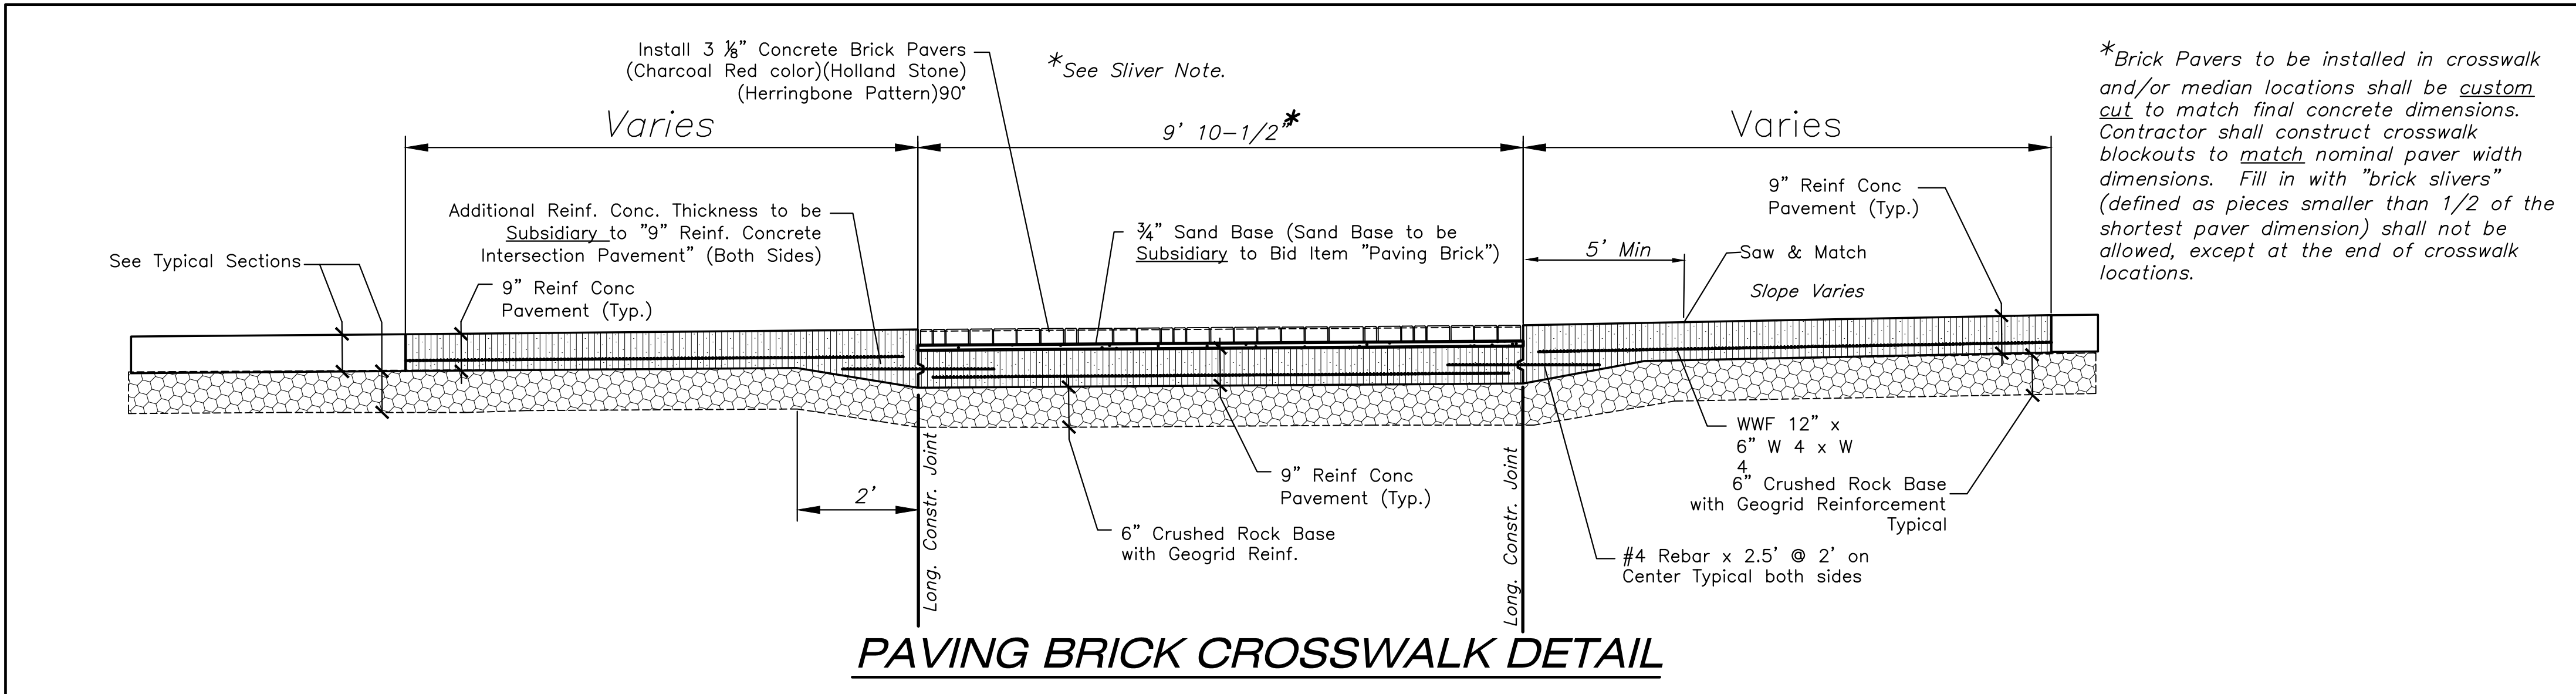 Install 3 ⅛" Concrete Brick Pavers
(Charcoal Red color)(Holland Stone)
(Herringbone Pattern)90°
*See Sliver Note.
*Brick Pavers to be installed in crosswalk
and/or median locations shall be custom
cut to match final concrete dimensions.
Contractor shall construct crosswalk
blockouts to match nominal paver width
dimensions. Fill in with "brick slivers"
(defined as pieces smaller than 1/2 of the
shortest paver dimension) shall not be
allowed, except at the end of crosswalk
locations.
Varies
9' 10-1/2"*
Varies
Additional Reinf. Conc. Thickness to be
Subsidiary to "9" Reinf. Concrete
Intersection Pavement" (Both Sides)
¾" Sand Base (Sand Base to be
Subsidiary to Bid Item "Paving Brick")
9" Reinf Conc
Pavement (Typ.)
5' Min
Saw & Match
Slope Varies
See Typical Sections
9" Reinf Conc
Pavement (Typ.)
2'
Long. Constr. Joint
9" Reinf Conc
Pavement (Typ.)
6" Crushed Rock Base
with Geogrid Reinf.
Long. Constr. Joint
WWF 12" x
6" W 4 x W
4
6" Crushed Rock Base
with Geogrid Reinforcement
Typical
#4 Rebar x 2.5' @ 2' on
Center Typical both sides
PAVING BRICK CROSSWALK DETAIL